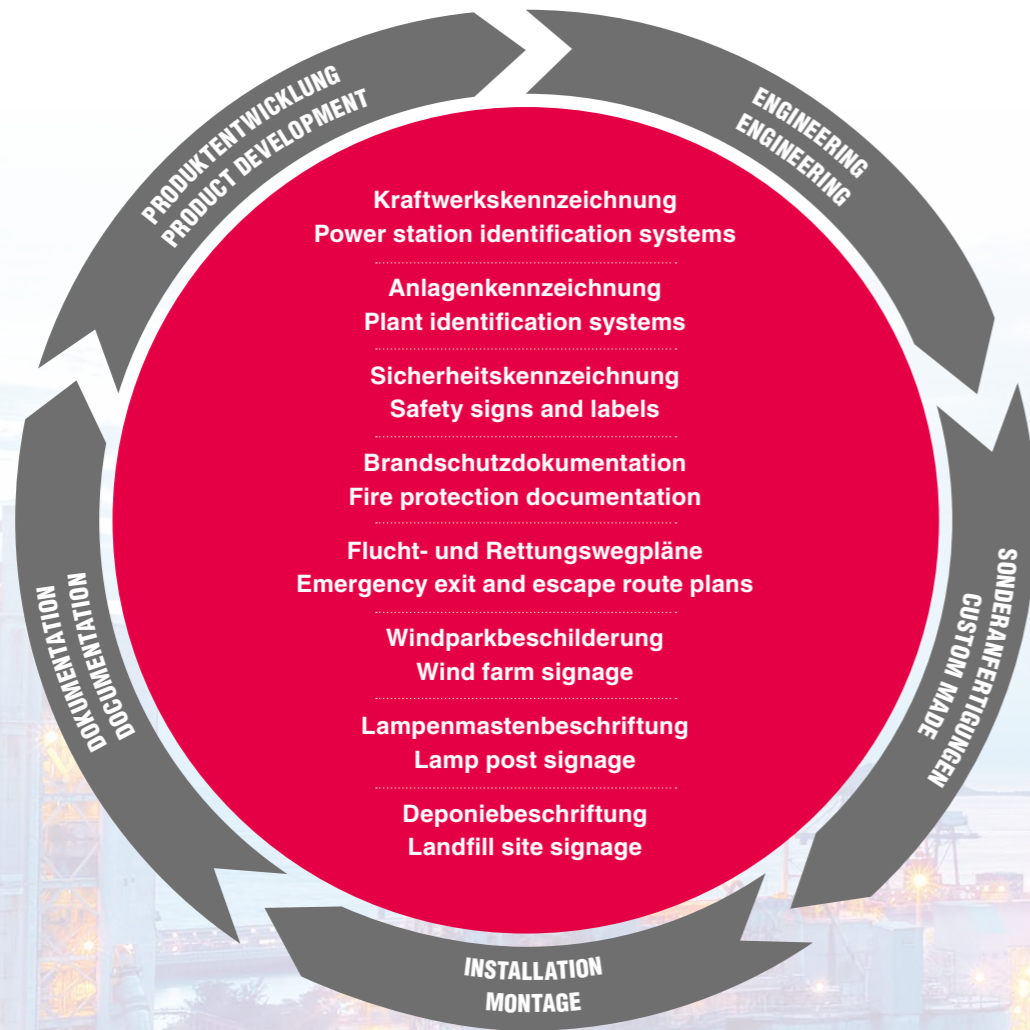 PRODUKTENTWICKLUNG
PRODUCT DEVELOPMENT
ENGINEERING
ENGINEERING
Kraftwerkskennzeichnung
Power station identification systems
Anlagenkennzeichnung
Plant identification systems
Sicherheitskennzeichnung
Safety signs and labels
Brandschutzdokumentation
Fire protection documentation
Flucht- und Rettungswegpläne
Emergency exit and escape route plans
Windparkbeschilderung
Wind farm signage
Lampenmastenbeschriftung
Lamp post signage
Deponiebeschriftung
Landfill site signage
SONDERANFERTIGUNGEN
CUSTOM MADE
INSTALLATION
MONTAGE
DOKUMENTATION
DOCUMENTATION